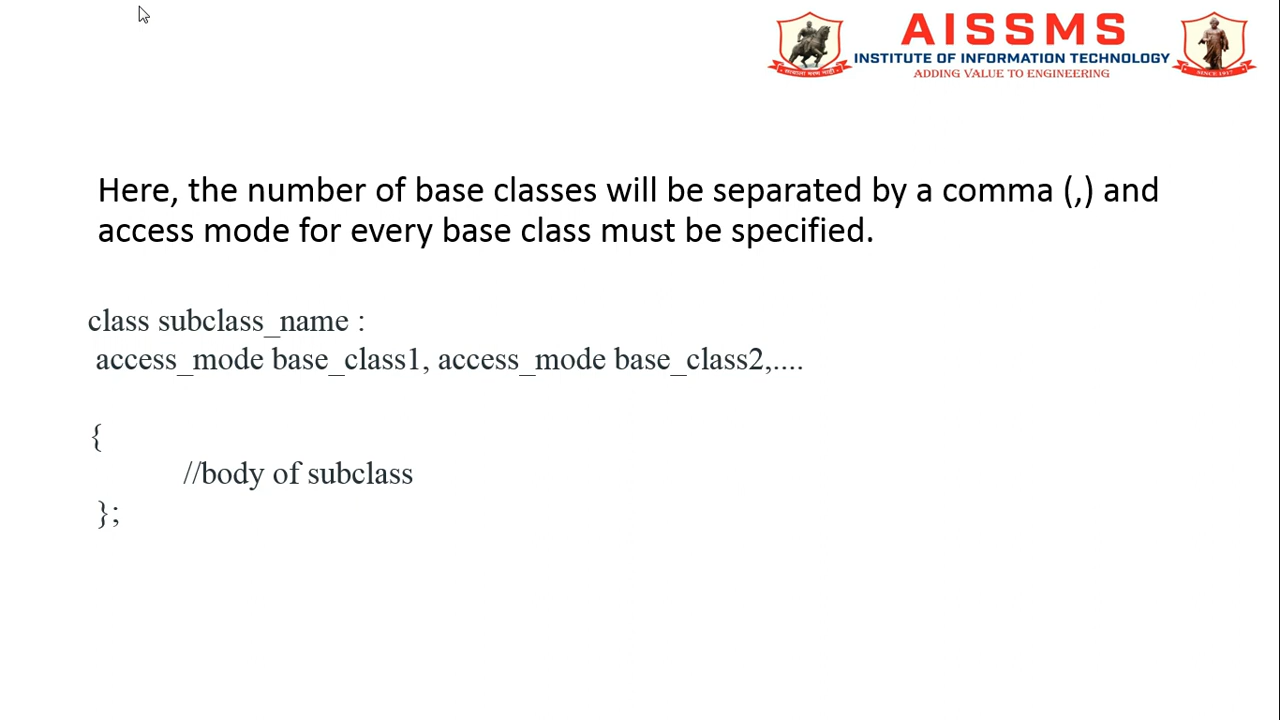 AISSMS
INSTITUTE OF INFORMATION TECHNOLOGY
ADDING VALUE TO ENGINEERING
SINCE 1917
Here, the number of base classes will be separated by a comma (,) and
access mode for every base class must be specified.
class subclass_name :
access_mode base_class1, access_mode base_class2,....
{
//body of subclass
};